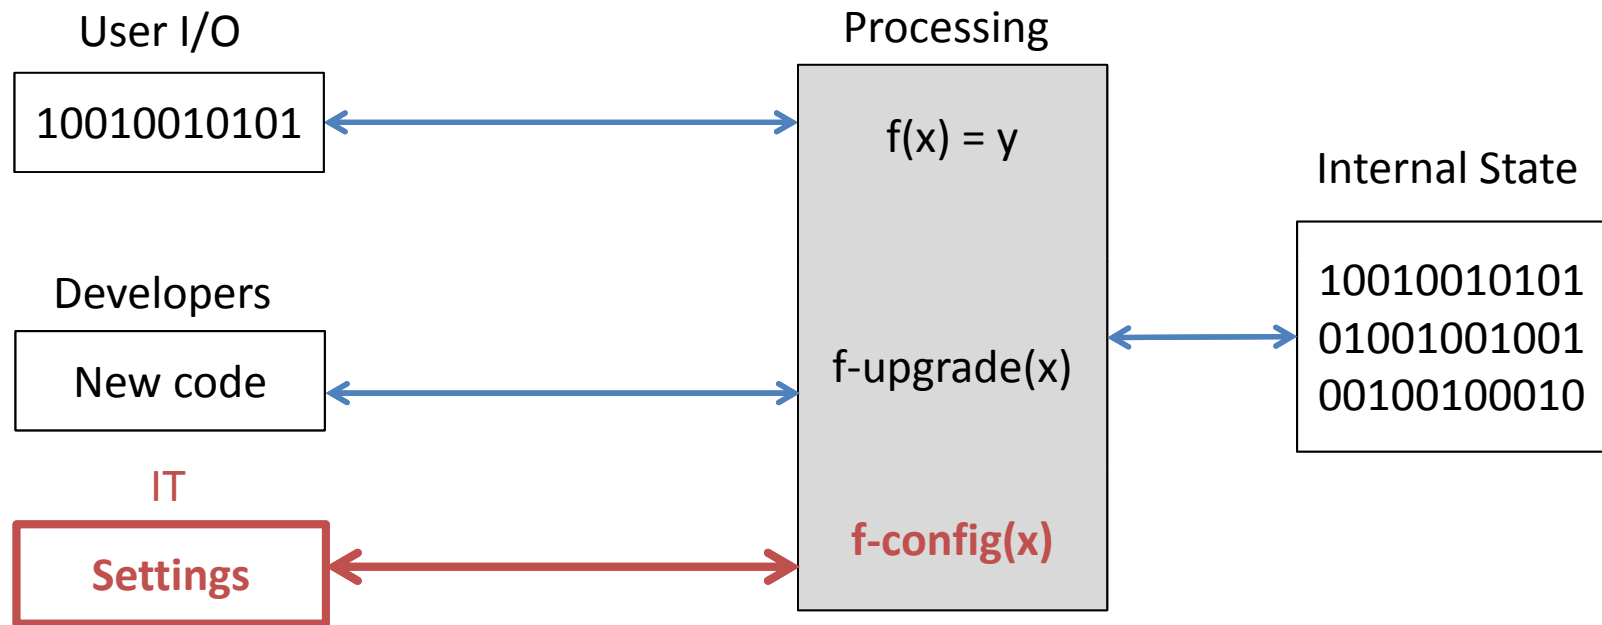 User I/O
10010010101
Developers
New code
IT
Settings
Processing
f(x) = y
f-upgrade(x)
f-config(x)
Internal State
10010010101
01001001001
00100100010